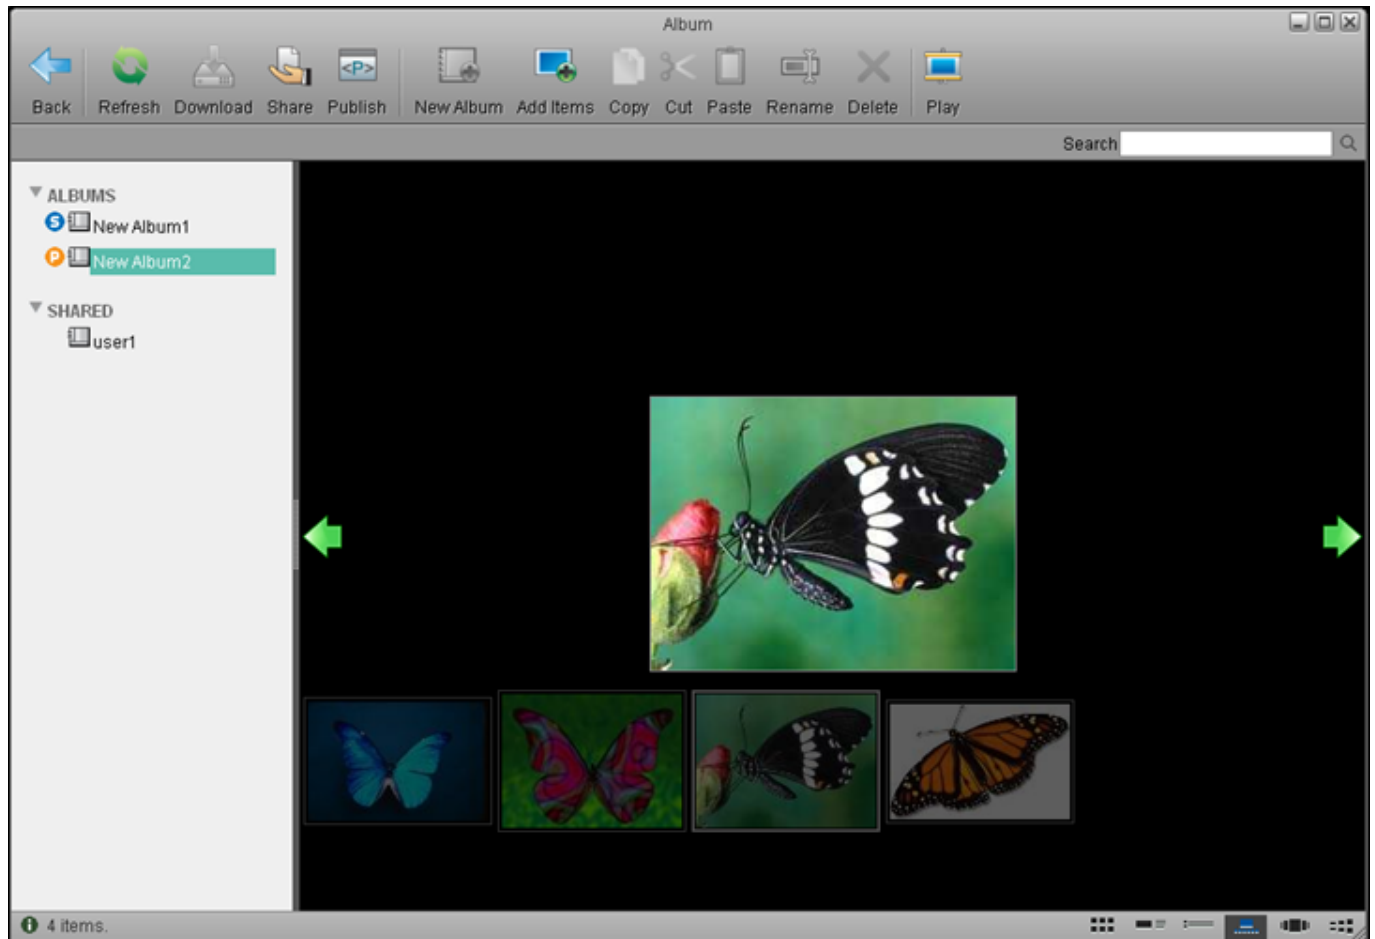 Album
Back Refresh Download Share <P> Publish New Album Add Items Copy Cut Paste Rename Delete Play
Search
ALBUMS
S New Album1
P New Album2
SHARED
user1
4 items.